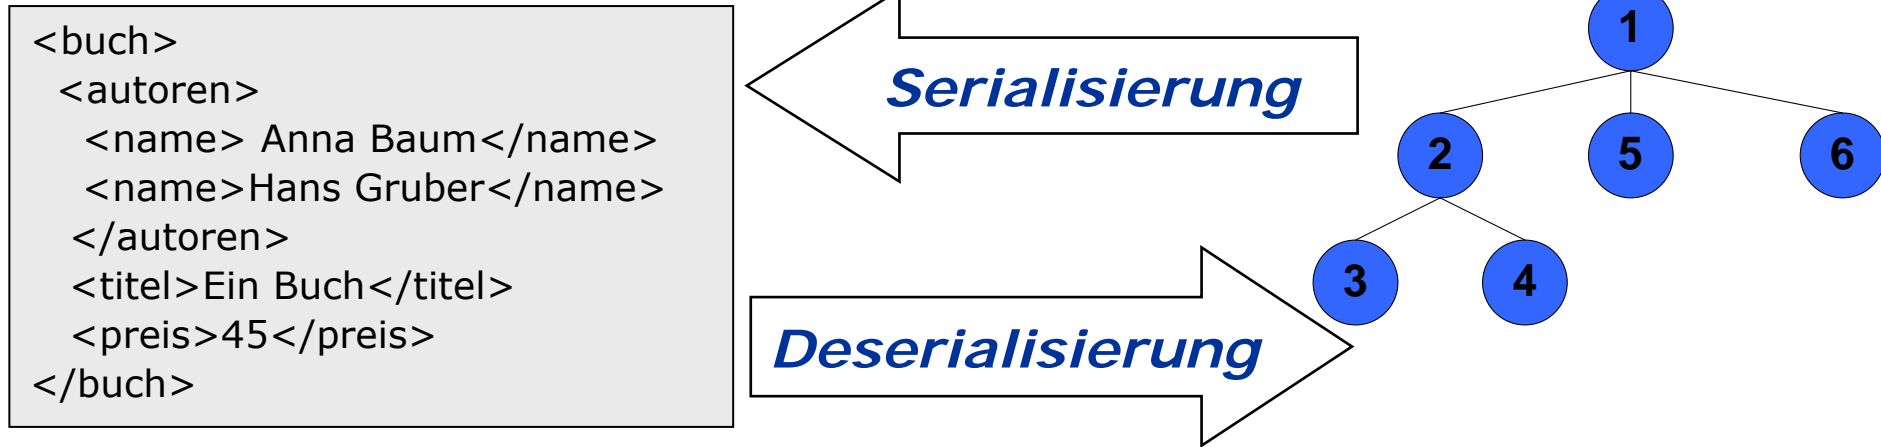 <buch>
<autoren>
<name> Anna Baum</name>
<name>Hans Gruber</name>
</autoren>
<titel>Ein Buch</titel>
<preis>45</preis>
</buch>
Serialisierung
Deserialisierung
1
2 5 6
3 4